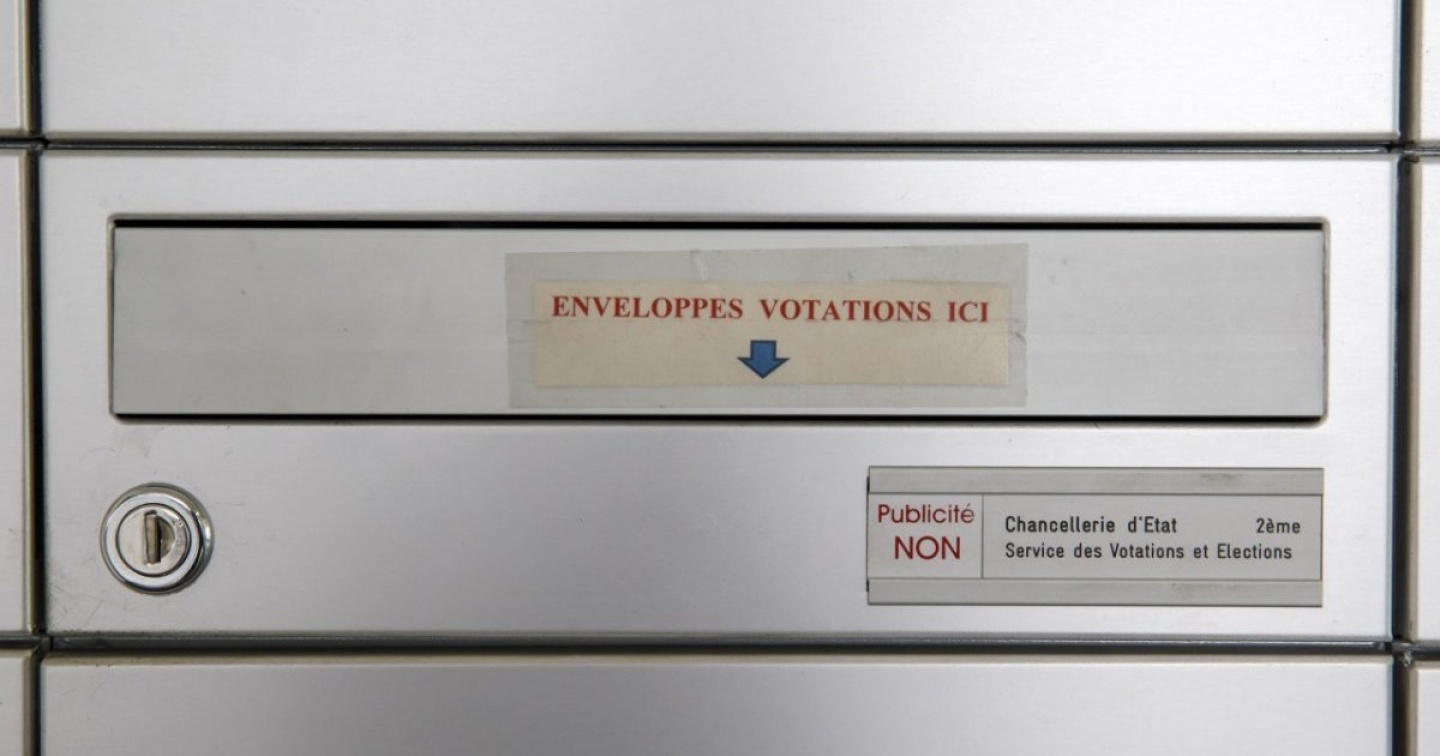 ENVELOPPES VOTATIONS ICI
Publicité
NON
Chancellerie d'Etat 2ème
Service des Votations et Elections